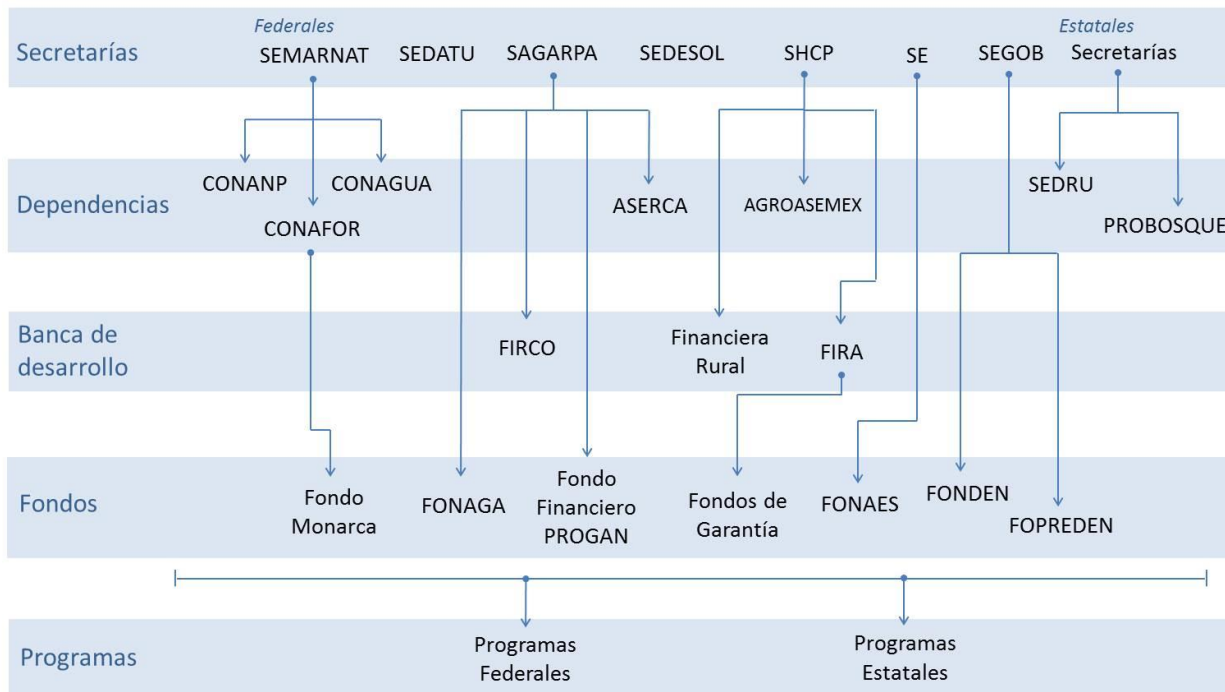 Federales
Estatales
Secretarías
SEMARNAT
SEDATU
SAGARPA
SEDESOL
SHCP
SE
SEGOB
Secretarías
Dependencias
CONANP
CONAGUA
CONAFOR
ASERCA
AGROASEMEX
SEDRU
PROBOSQUE
Banca de
desarrollo
FIRCO
Financiera
Rural
FIRA
Fondos
Fondo
Monarca
FONAGA
Fondo
Financiero
PROGAN
Fondos de
Garantía
FONAES
FONDEN
FOPREDEN
Programas
Programas
Federales
Programas
Estatales